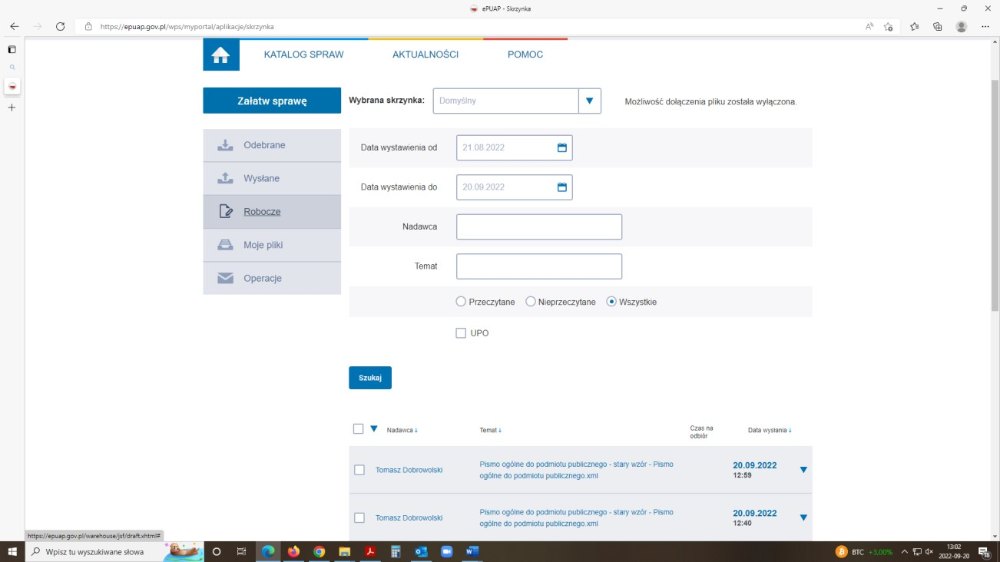 ePUAP - Skrzynka
https://epuap.gov.pl/wps/myportal/aplikacje/skrzynka
KATALOG SPRAW
AKTUALNOŚCI
POMOC
Załatw sprawę
Wybrana skrzynka:
Domyślny
Możliwość dołączenia pliku została wyłączona.
Odebrane
Wysłane
Robocze
Moje pliki
Operacje
Data wystawienia od
21.08.2022
Data wystawienia do
20.09.2022
Nadawca
Temat
Przeczytane
Nieprzeczytane
Wszystkie
UPO
Szukaj
Nadawca
Temat
Czas na
odbiór
Data wysłania
Tomasz Dobrowolski
Pismo ogólne do podmiotu publicznego - stary wzór - Pismo
ogólne do podmiotu publicznego.xml
20.09.2022
12:59
Tomasz Dobrowolski
Pismo ogólne do podmiotu publicznego - stary wzór - Pismo
ogólne do podmiotu publicznego.xml
20.09.2022
12:40
https://epuap.gov.pl/warehouse/jsf/draft.xhtml#
Wpisz tu wyszukiwane słowa
BTC +3,00%
13:02
2022-09-20
18